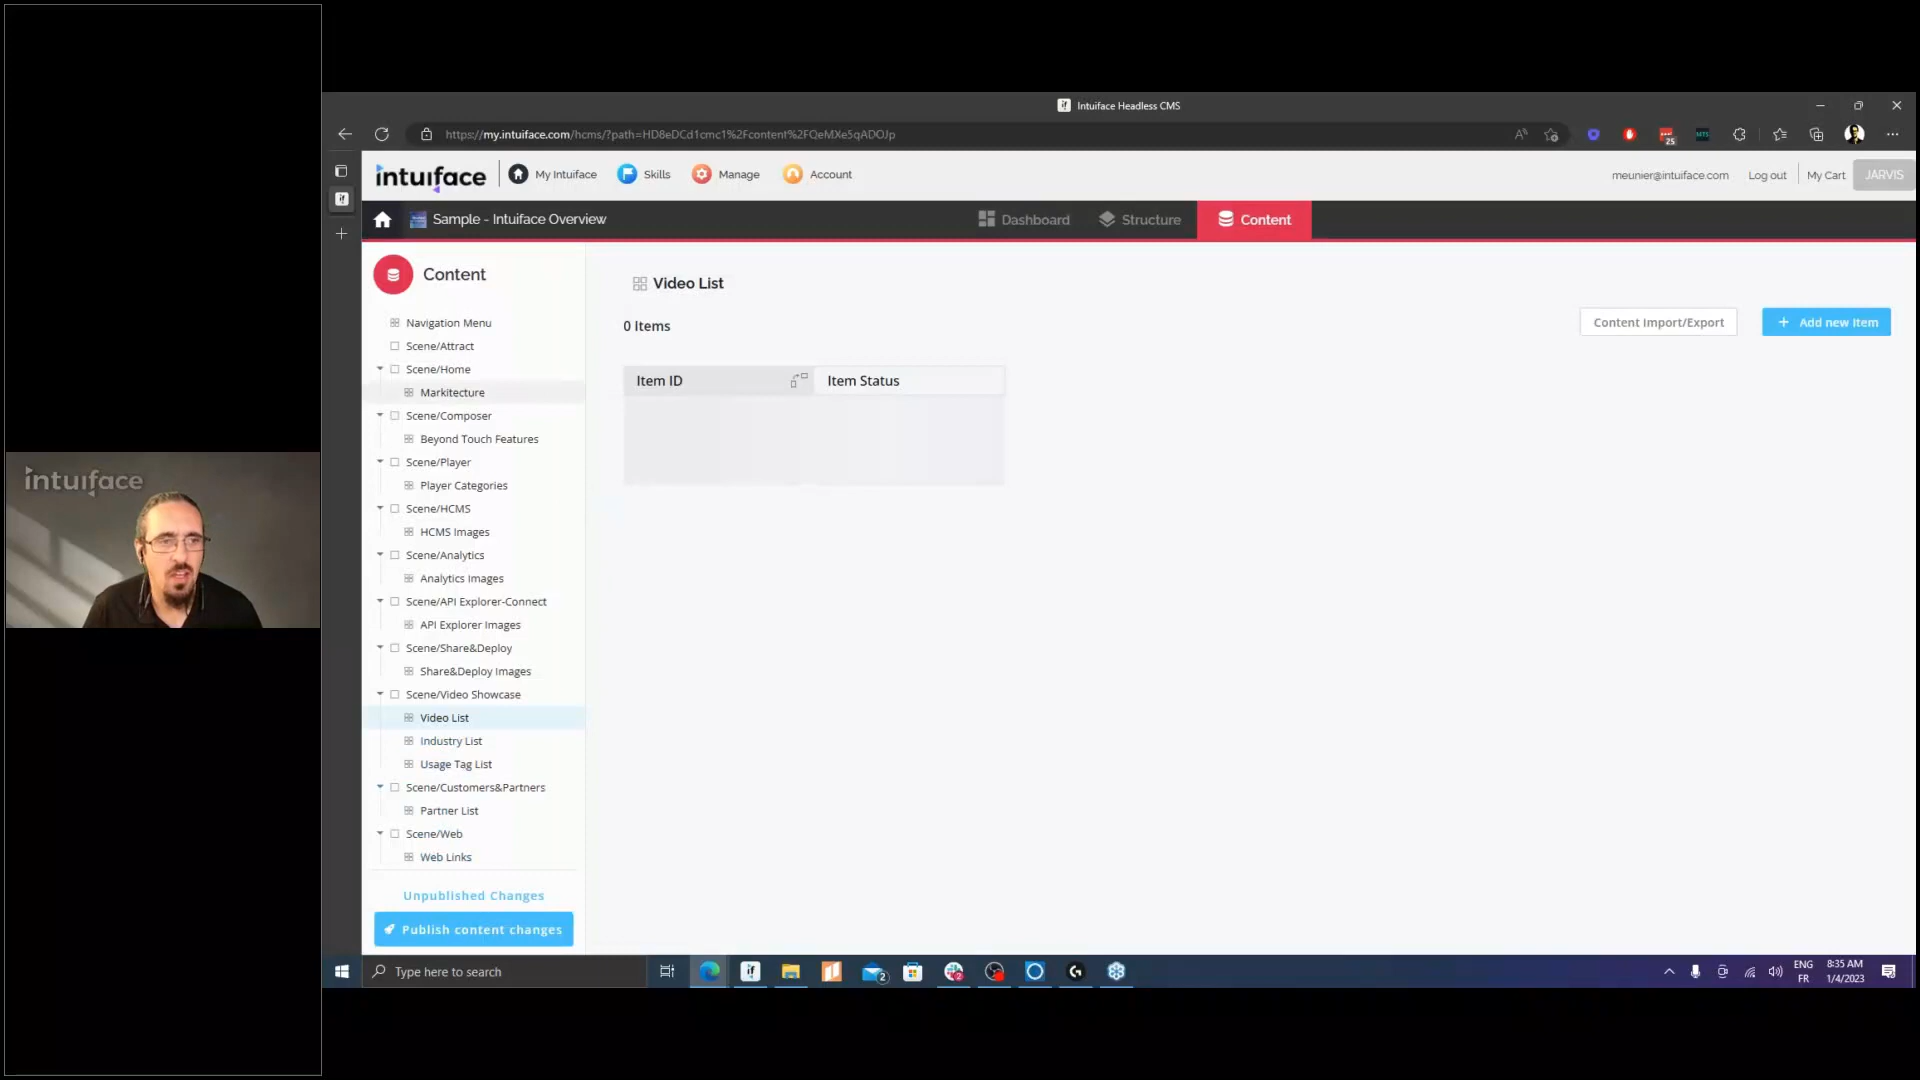 Intuiface Headless CMS
https://my.intuiface.com/hcms/?path=HD8eDCd1cmc1%2Fcontent%2FQeMXe5qADOJp
25
intuiface
My Intuiface
Skills
Manage
Account
meunier@intuiface.com
Log out
My Cart
JARVIS
Sample - Intuiface Overview
Dashboard
Structure
Content
Content
Navigation Menu
Scene/Attract
Scene/Home
Markitecture
Scene/Composer
Beyond Touch Features
Scene/Player
Player Categories
Scene/HCMS
HCMS Images
Scene/Analytics
Analytics Images
Scene/API Explorer-Connect
API Explorer Images
Scene/Share&Deploy
Share&Deploy Images
Scene/Video Showcase
Video List
Industry List
Usage Tag List
Scene/Customers&Partners
Partner List
Scene/Web
Web Links
Unpublished Changes
Publish content changes
Video List
0 Items
Content Import/Export
+ Add new Item
Item ID
Item Status
intuiface
Type here to search
if
2
2
ENG
FR
8:35 AM
1/4/2023